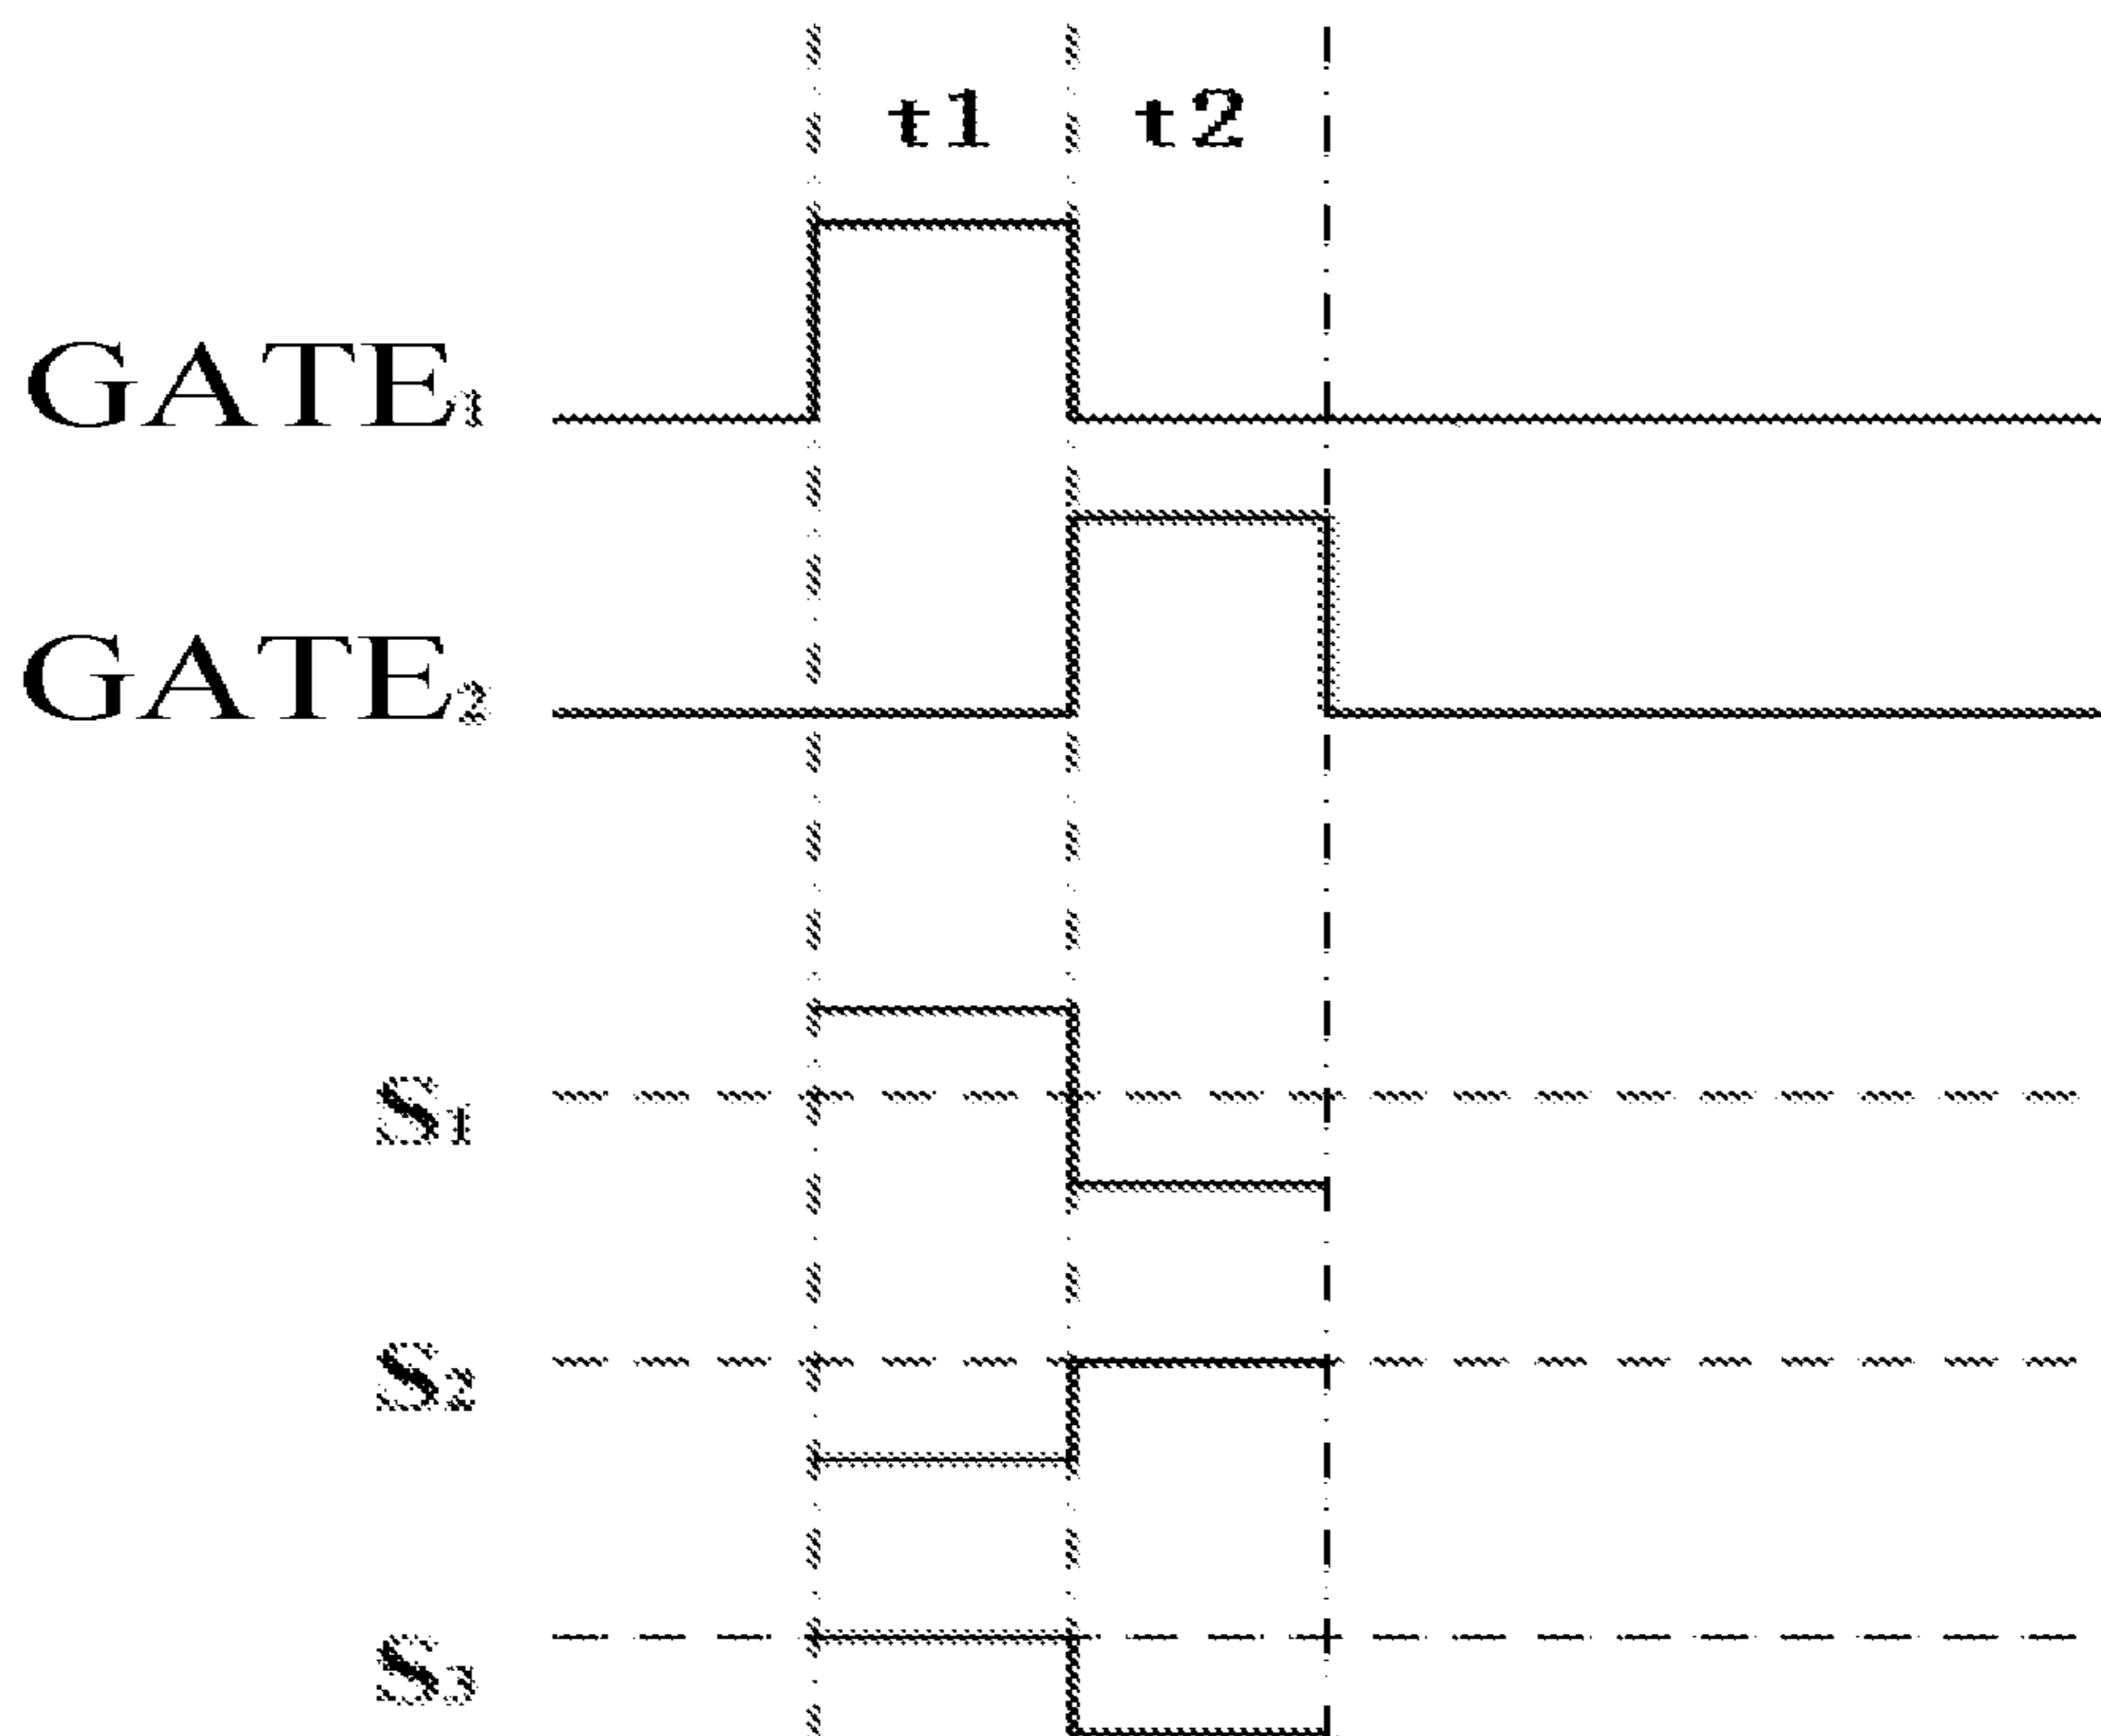 t1 t2
GATE₁
GATE₂
S₁
S₂
S₃